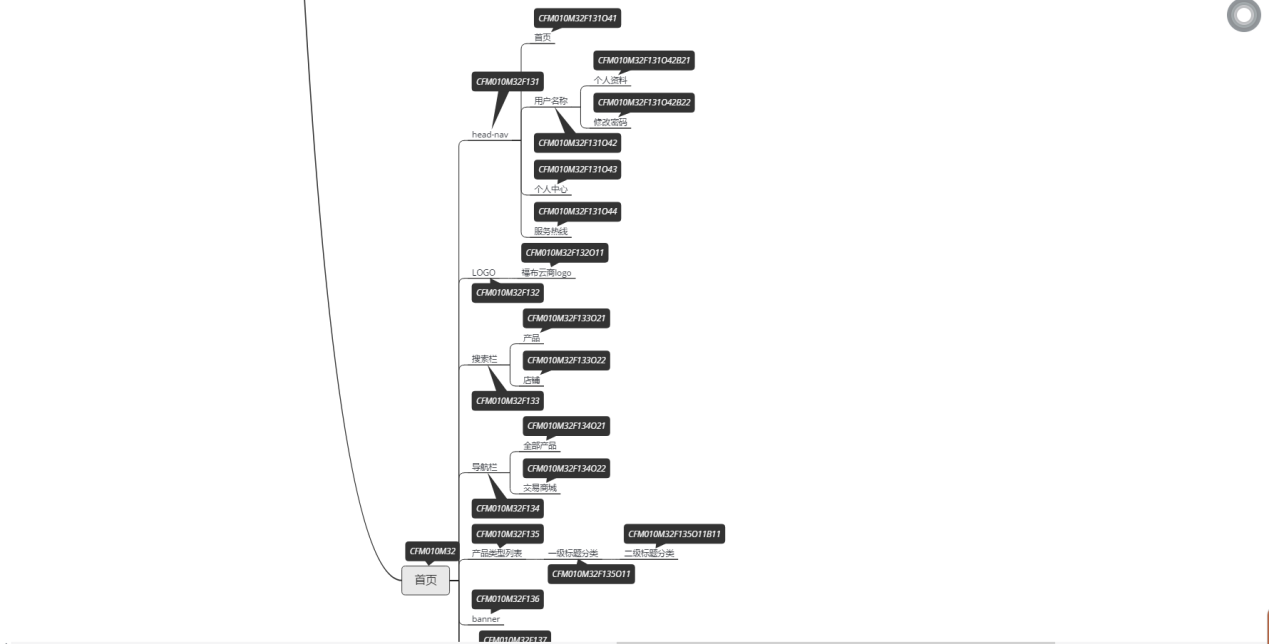 CFM010M32F131O41
首页
CFM010M32F131O42B21
个人资料
CFM010M32F131
用户名称
CFM010M32F131O42B22
修改密码
head-nav
CFM010M32F131O42
CFM010M32F131O43
个人中心
CFM010M32F131O44
服务热线
CFM010M32F132O11
LOGO
福布云商logo
CFM010M32F132
CFM010M32F133O21
产品
搜索栏
CFM010M32F133O22
店铺
CFM010M32F133
CFM010M32F134O21
全部产品
导航栏
CFM010M32F134O22
交易商城
CFM010M32F134
CFM010M32F135
CFM010M32F135O11B11
产品类型列表
一级标题分类
二级标题分类
CFM010M32
CFM010M32F135O11
首页
CFM010M32F136
banner
CFM010M32F137